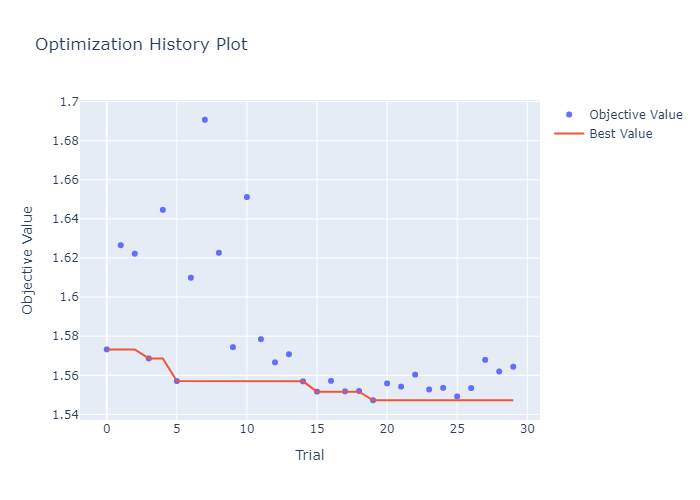 Optimization History Plot
Objective Value
Best Value
1.7
1.68
1.66
1.64
1.62
1.6
1.58
1.56
1.54
Objective Value
0 5 10 15 20 25 30
Trial